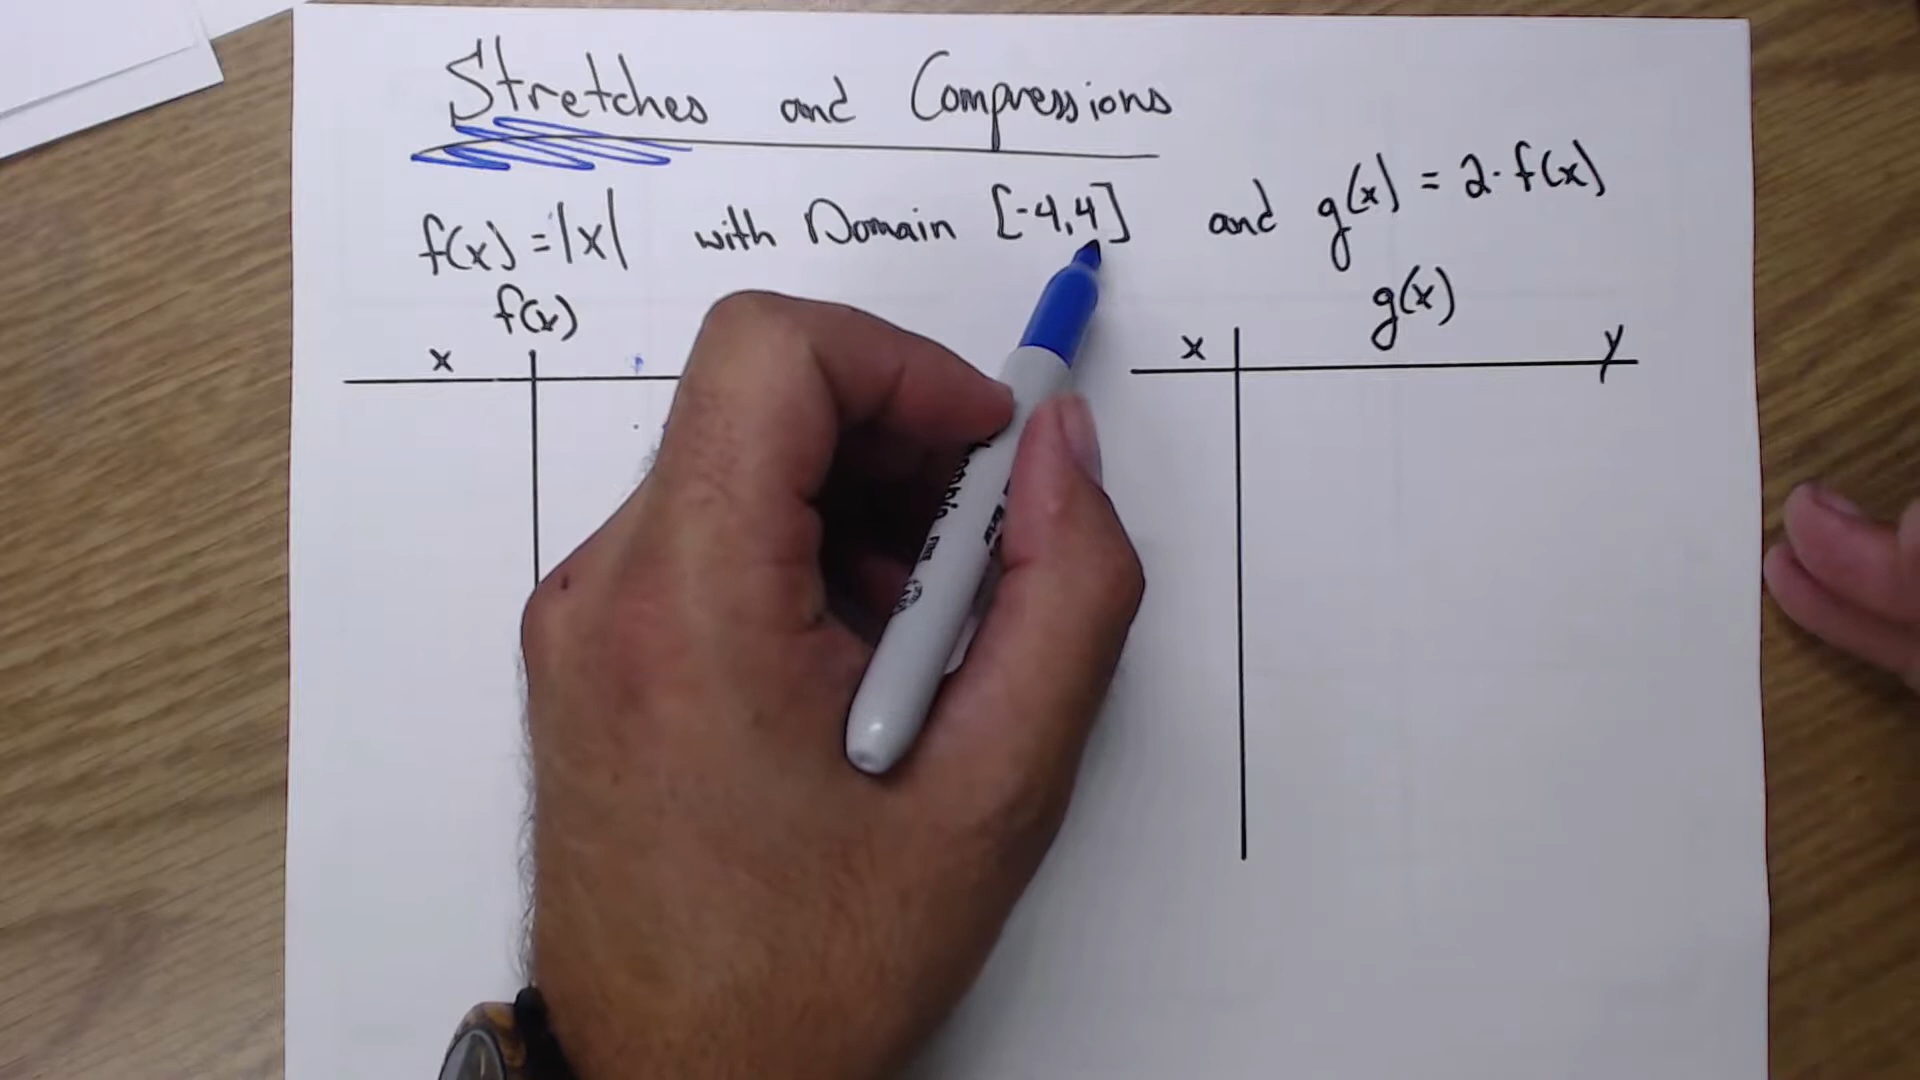 Stretches and Compressions
f(x) = |x| with Domain [-4,4] and g(x) = 2·f(x)
f(x)
x
g(x)
x y